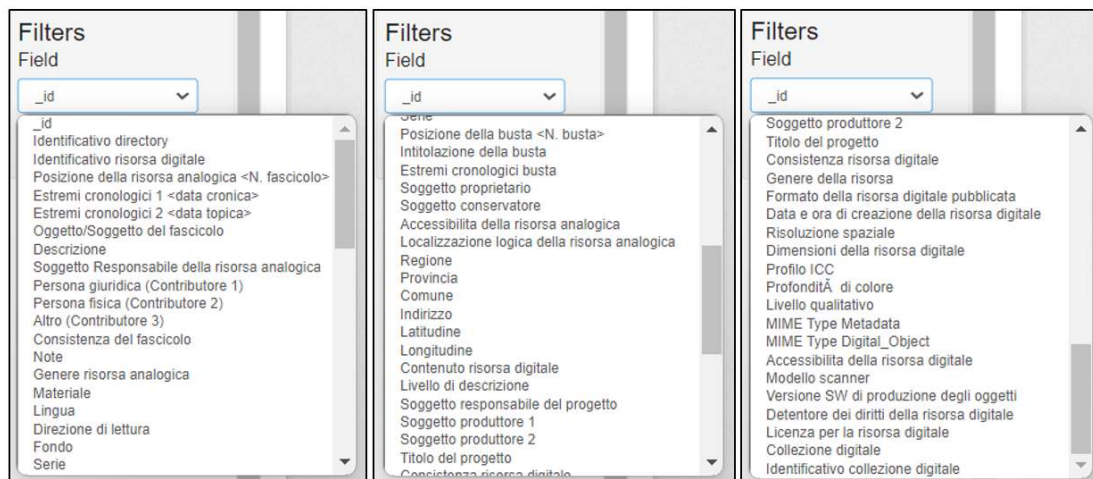 Filters
Field
_id
_id
Identificativo directory
Identificativo risorsa digitale
Posizione della risorsa analogica <N. fascicolo>
Estremi cronologici 1 <data cronica>
Estremi cronologici 2 <data topica>
Oggetto/Soggetto del fascicolo
Descrizione
Soggetto Responsabile della risorsa analogica
Persona giuridica (Contributore 1)
Persona fisica (Contributore 2)
Altro (Contributore 3)
Consistenza del fascicolo
Note
Genere risorsa analogica
Materiale
Lingua
Direzione di lettura
Fondo
Serie
Filters
Field
_id
Serie
Posizione della busta <N. busta>
Intitolazione della busta
Estremi cronologici busta
Soggetto proprietario
Soggetto conservatore
Accessibilita della risorsa analogica
Localizzazione logica della risorsa analogica
Regione
Provincia
Comune
Indirizzo
Latitudine
Longitudine
Contenuto risorsa digitale
Livello di descrizione
Soggetto responsabile del progetto
Soggetto produttore 1
Soggetto produttore 2
Titolo del progetto
Consistenza risorsa digitale
Filters
Field
_id
Soggetto produttore 2
Titolo del progetto
Consistenza risorsa digitale
Genere della risorsa
Formato della risorsa digitale pubblicata
Data e ora di creazione della risorsa digitale
Risoluzione spaziale
Dimensioni della risorsa digitale
Profilo ICC
ProfonditĂ di colore
Livello qualitativo
MIME Type Metadata
MIME Type Digital_Object
Accessibilita della risorsa digitale
Modello scanner
Versione SW di produzione degli oggetti
Detentore dei diritti della risorsa digitale
Licenza per la risorsa digitale
Collezione digitale
Identificativo collezione digitale